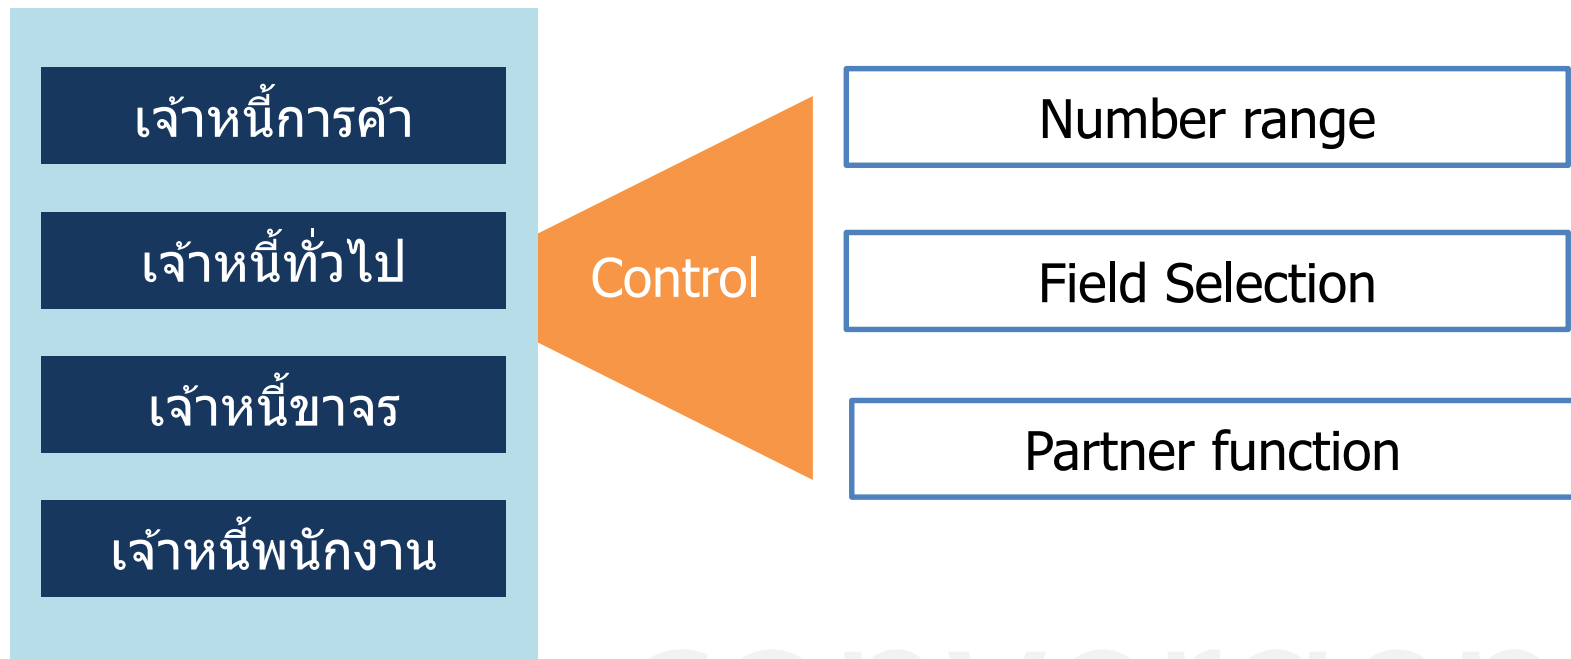 เจ้าหนี้การค้า
เจ้าหนี้ทั่วไป
เจ้าหนี้ขาจร
เจ้าหนี้พนักงาน
Control
Number range
Field Selection
Partner function